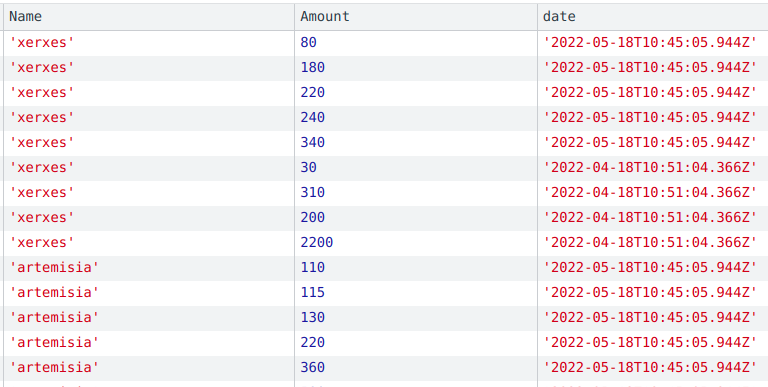 Name Amount date
'xerxes' 80 '2022-05-18T10:45:05.944Z'
'xerxes' 180 '2022-05-18T10:45:05.944Z'
'xerxes' 220 '2022-05-18T10:45:05.944Z'
'xerxes' 240 '2022-05-18T10:45:05.944Z'
'xerxes' 340 '2022-05-18T10:45:05.944Z'
'xerxes' 30 '2022-04-18T10:51:04.366Z'
'xerxes' 310 '2022-04-18T10:51:04.366Z'
'xerxes' 200 '2022-04-18T10:51:04.366Z'
'xerxes' 2200 '2022-04-18T10:51:04.366Z'
'artemisia' 110 '2022-05-18T10:45:05.944Z'
'artemisia' 115 '2022-05-18T10:45:05.944Z'
'artemisia' 130 '2022-05-18T10:45:05.944Z'
'artemisia' 220 '2022-05-18T10:45:05.944Z'
'artemisia' 360 '2022-05-18T10:45:05.944Z'